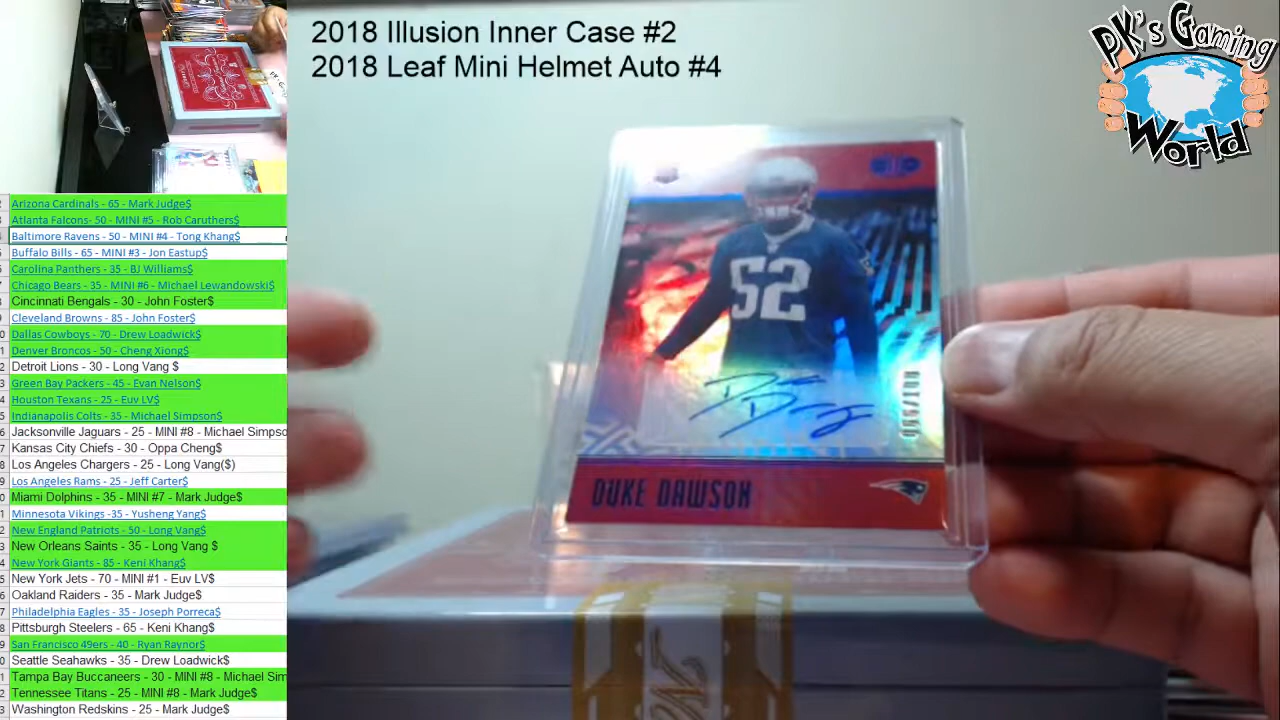 2018 Illusion Inner Case #2
2018 Leaf Mini Helmet Auto #4
PK's Gaming
World
52
DUKE DAWSON
Arizona Cardinals - 65 - Mark Judge$
Atlanta Falcons- 50 - MINI #5 - Rob Caruthers$
Baltimore Ravens - 50 - MINI #4 - Tong Khang$
Buffalo Bills - 65 - MINI #3 - Jon Eastup$
Carolina Panthers - 35 - BJ Williams$
Chicago Bears - 35 - MINI #6 - Michael Lewandowski$
Cincinnati Bengals - 30 - John Foster$
Cleveland Browns - 85 - John Foster$
Dallas Cowboys - 70 - Drew Loadwick$
Denver Broncos - 50 - Cheng Xiong$
Detroit Lions - 30 - Long Vang $
Green Bay Packers - 45 - Evan Nelson$
Houston Texans - 25 - Euv LV$
Indianapolis Colts - 35 - Michael Simpson$
Jacksonville Jaguars - 25 - MINI #8 - Michael Simpso
Kansas City Chiefs - 30 - Oppa Cheng$
Los Angeles Chargers - 25 - Long Vang($)
Los Angeles Rams - 25 - Jeff Carter$
Miami Dolphins - 35 - MINI #7 - Mark Judge$
Minnesota Vikings -35 - Yusheng Yang$
New England Patriots - 50 - Long Vang$
New Orleans Saints - 35 - Long Vang $
New York Giants - 85 - Keni Khang$
New York Jets - 70 - MINI #1 - Euv LV$
Oakland Raiders - 35 - Mark Judge$
Philadelphia Eagles - 35 - Joseph Porreca$
Pittsburgh Steelers - 65 - Keni Khang$
San Francisco 49ers - 40 - Ryan Raynor$
Seattle Seahawks - 35 - Drew Loadwick$
Tampa Bay Buccaneers - 30 - MINI #8 - Michael Sim
Tennessee Titans - 25 - MINI #8 - Mark Judge$
Washington Redskins - 25 - Mark Judge$